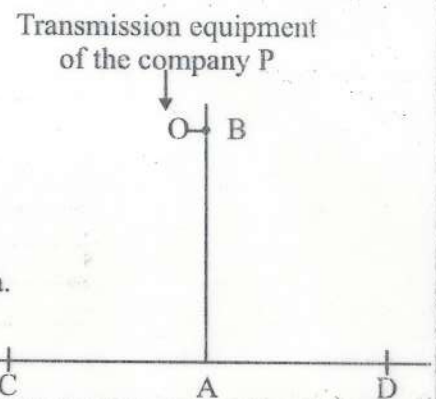 Transmission equipment
of the company P
O B
a.
C A D